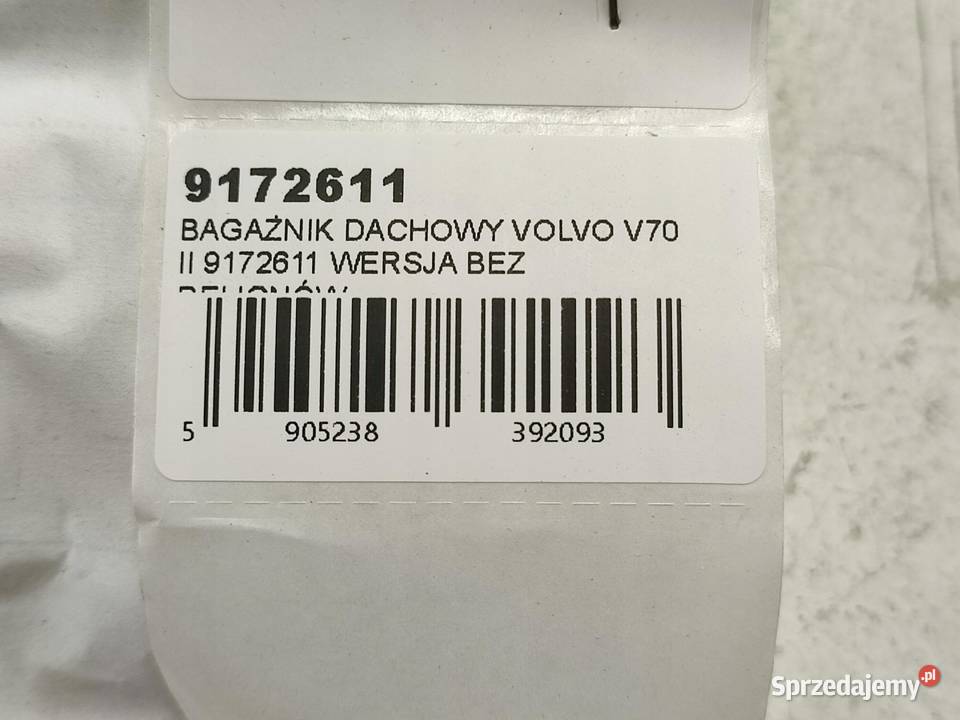 9172611
BAGAŻNIK DACHOWY VOLVO V70
II 9172611 WERSJA BEZ
5 905238 392093
Sprzedajemy.pl